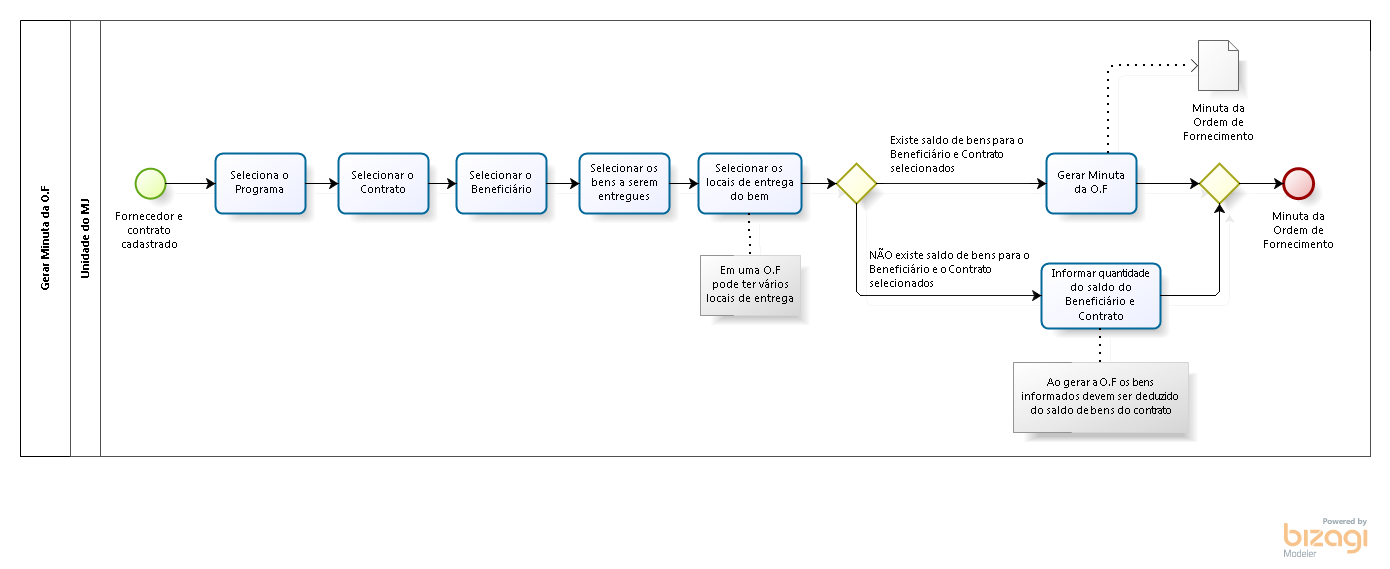 Gerar Minuta da O.F
Unidade do MJ
Fornecedor e
contrato
cadastrado
Seleciona o
Programa
Selecionar o
Contrato
Selecionar o
Beneficiário
Selecionar os
bens a serem
entregues
Selecionar os
locais de entrega
do bem
Em uma O.F
pode ter vários
locais de entrega
Existe saldo de bens para o
Beneficiário e Contrato
selecionados
NÃO existe saldo de bens para o
Beneficiário e o Contrato
selecionados
Gerar Minuta
da O.F
Minuta da
Ordem de
Fornecimento
Informar quantidade
do saldo do
Beneficiário e
Contrato
Ao gerar a O.F os bens
informados devem ser deduzido
do saldo de bens do contrato
Minuta da
Ordem de
Fornecimento
Powered by
bizagi
Modeler